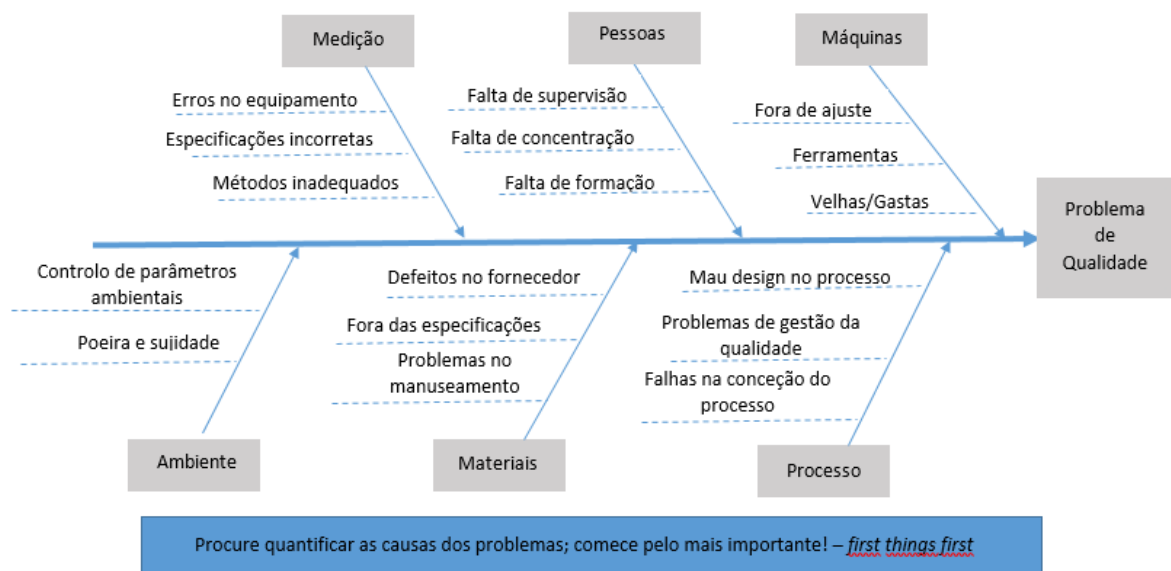 Medição
Pessoas
Máquinas
Erros no equipamento
Especificações incorretas
Métodos inadequados
Falta de supervisão
Falta de concentração
Falta de formação
Fora de ajuste
Ferramentas
Velhas/Gastas
Problema
de
Qualidade
Controlo de parâmetros
ambientais
Poeira e sujidade
Defeitos no fornecedor
Fora das especificações
Problemas no
manuseamento
Mau design no processo
Problemas de gestão da
qualidade
Falhas na conceção do
processo
Ambiente
Materiais
Processo
Procure quantificar as causas dos problemas; comece pelo mais importante! – first things first